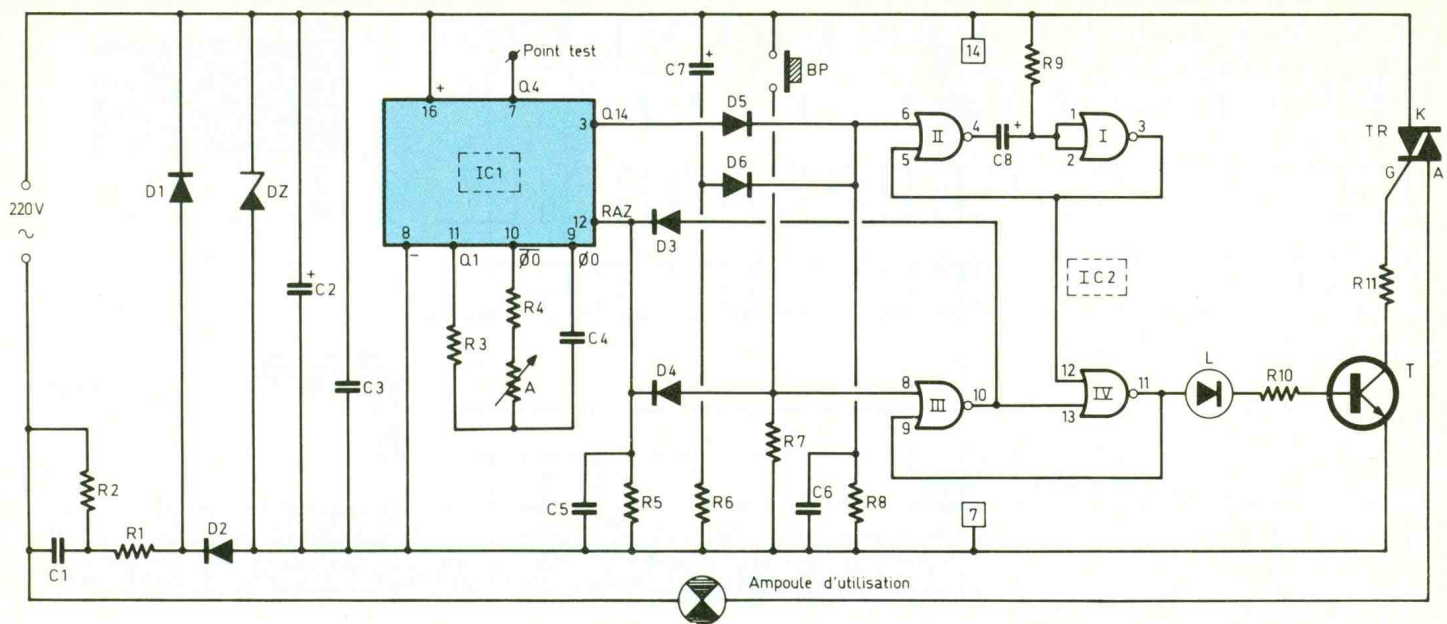 Point test
14
+
16
Q4
7
3
Q14
C7
+
BP
R9
IC1
D5
D6
6
5
II
4
C8
+
1
2
I
3
TR
K
G
A
220V
~
D1
DZ
12
RAZ
D3
8
-
11
Q1
10
Ø0
9
Ø0
C2
+
C3
R3
R4
A
C4
IC2
R11
D4
8
9
III
10
12
13
IV
11
L
R10
T
R2
C5
R5
R6
R7
C6
R8
7
C1
R1
D2
Ampoule d'utilisation